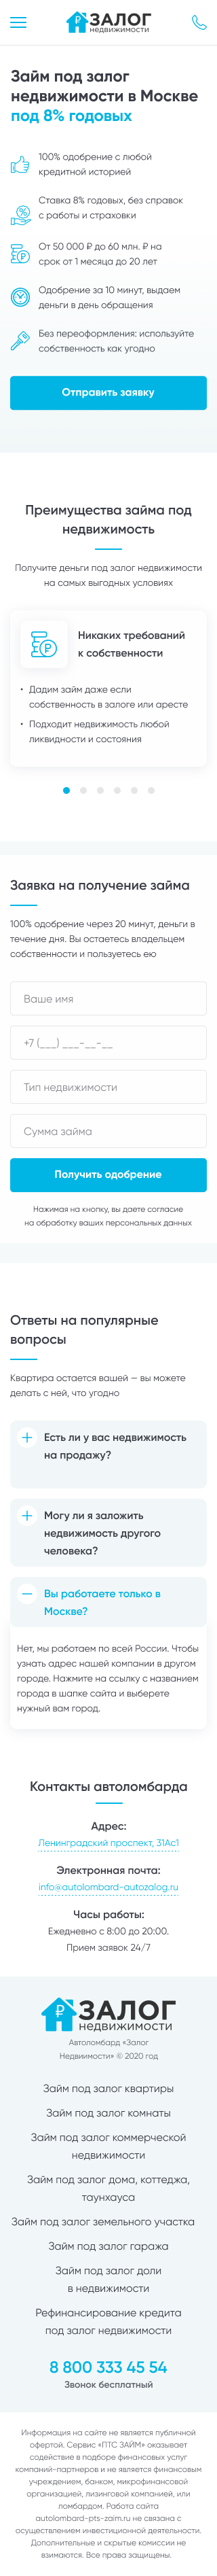 ЗАЛОГ
недвижимости
Займ под залог
недвижимости в Москве
под 8% годовых
100% одобрение с любой
кредитной историей
Ставка 8% годовых, без справок
с работы и страховки
От 50 000 ₽ до 60 млн. ₽ на
срок от 1 месяца до 20 лет
Одобрение за 10 минут, выдаем
деньги в день обращения
Без переоформления: используйте
собственность как угодно
Отправить заявку
Преимущества займа под
недвижимость
Получите деньги под залог недвижимости
на самых выгодных условиях
Никаких требований
к собственности
• Дадим займ даже если
собственность в залоге или аресте
• Подходит недвижимость любой
ликвидности и состояния
Заявка на получение займа
100% одобрение через 20 минут, деньги в
течение дня. Вы остаетесь владельцем
собственности и пользуетесь ею
Ваше имя
+7 (___) ___-__-__
Тип недвижимости
Сумма займа
Получить одобрение
Нажимая на кнопку, вы даете согласие
на обработку ваших персональных данных
Ответы на популярные
вопросы
Квартира остается вашей — вы можете
делать с ней, что угодно
Есть ли у вас недвижимость
на продажу?
Могу ли я заложить
недвижимость другого
человека?
Вы работаете только в
Москве?
Нет, мы работаем по всей России. Чтобы
узнать адрес нашей компании в другом
городе. Нажмите на ссылку с названием
города в шапке сайта и выберете
нужный вам город.
Контакты автоломбарда
Адрес:
Ленинградский проспект, 31Ас1
Электронная почта:
info@autolombard-autozalog.ru
Часы работы:
Ежедневно с 8:00 до 20:00.
Прием заявок 24/7
ЗАЛОГ
недвижимости
Автоломбард «Залог
Недвиимости» © 2020 год
Займ под залог квартиры
Займ под залог комнаты
Займ под залог коммерческой
недвижимости
Займ под залог дома, коттеджа,
таунхауса
Займ под залог земельного участка
Займ под залог гаража
Займ под залог доли
в недвижимости
Рефинансирование кредита
под залог недвижимости
8 800 333 45 54
Звонок бесплатный
Информация на сайте не является публичной
офертой. Сервис «ПТС ЗАЙМ» оказывает
содействие в подборе финансовых услуг
компаний-партнеров и не является финансовым
учреждением, банком, микрофинансовой
организацией, лизинговой компанией, или
ломбардом. Работа сайта
autolombard-pts-zaim.ru не связана с
осуществлением инвестиционной деятельности.
Дополнительные и скрытые комиссии не
взимаются. Все права защищены.